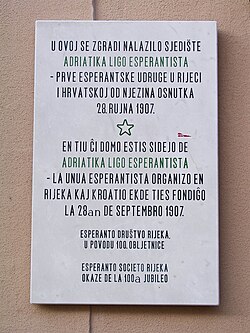 U OVOJ SE ZGRADI NALAZILO SJEDIŠTE
ADRIATIKA LIGO ESPERANTISTA
- PRVE ESPERANTSKE UDRUGE U RIJECI
I HRVATSKOJ OD NJEZINA OSNUTKA
28. RUJNA 1907.
EN TIU ĈI DOMO ESTIS SIDEJO DE
ADRIATIKA LIGO ESPERANTISTA
- LA UNUA ESPERANTISTA ORGANIZO EN
RIJEKA KAJ KROATIO EKDE TIES FONDIĜO
LA 28an DE SEPTEMBRO 1907.
ESPERANTO DRUŠTVO RIJEKA,
U POVODU 100. OBLJETNICE
ESPERANTO SOCIETO RIJEKA
OKAZE DE LA 100a JUBILEO